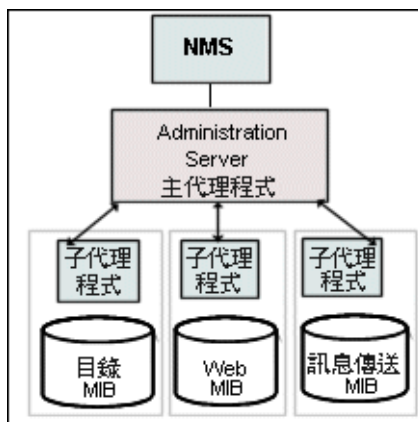 NMS
Administration
Server
主代理程式
子代理
程式
子代理
程式
子代理
程式
目錄
MIB
Web
MIB
訊息傳送
MIB